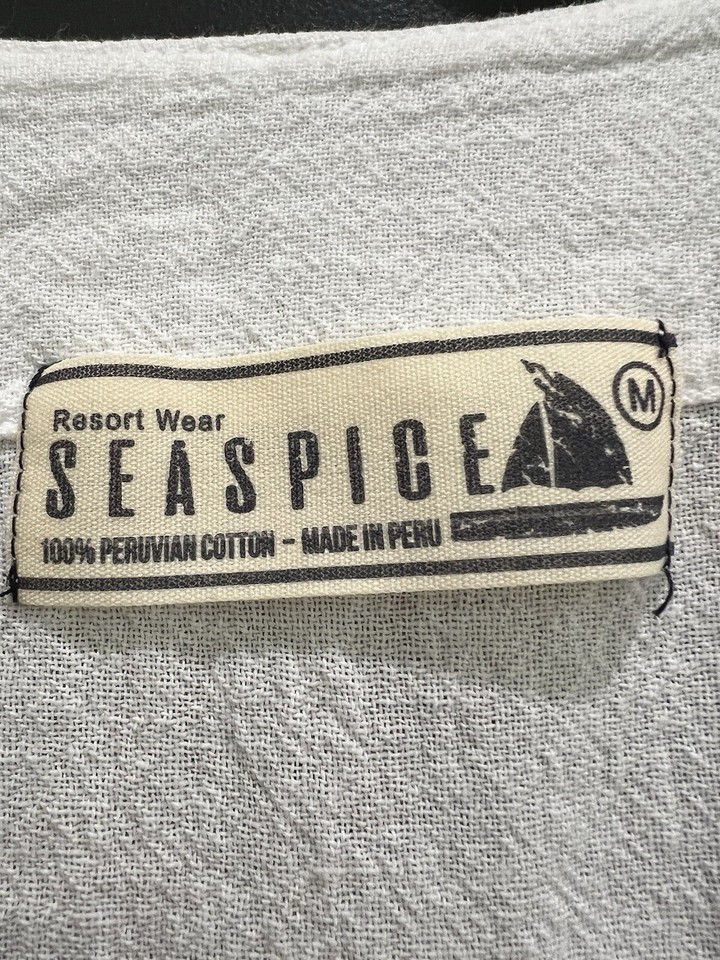 Resort Wear
SEASPICE
M
100% PERUVIAN COTTON - MADE IN PERU